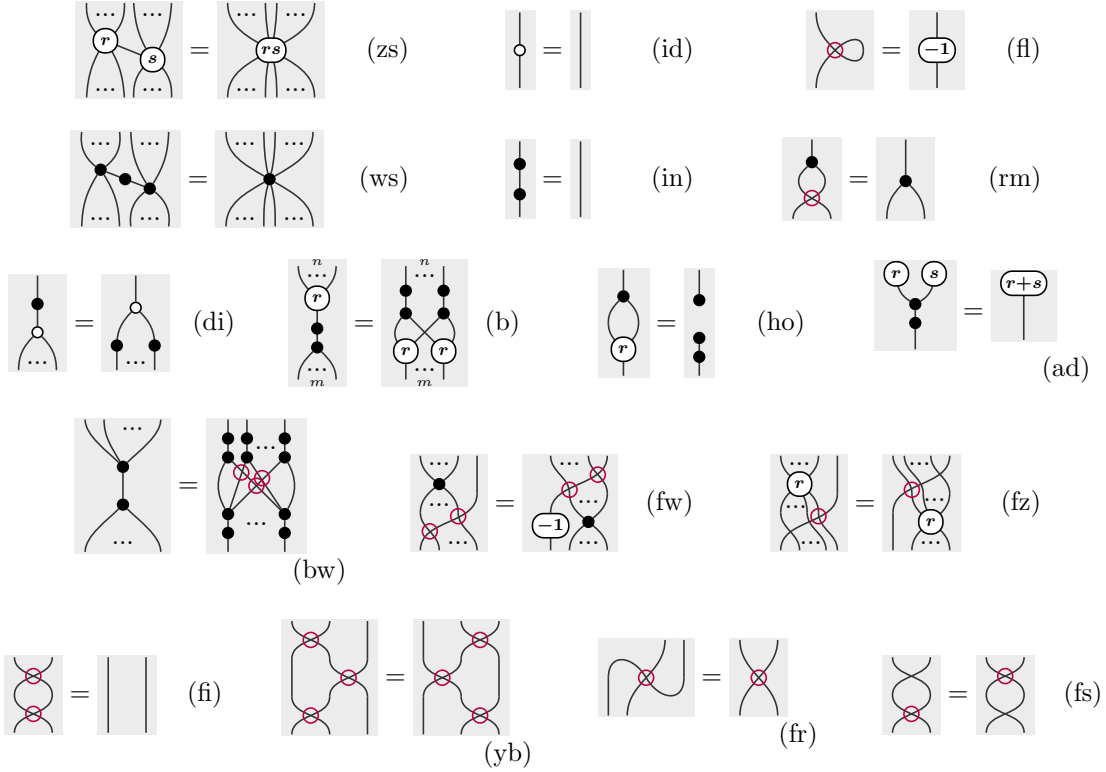 ... ... r s ... ... = ... ... rs ... ... (zs) = (id) = -1 (fl)
... ... ... ... = ... ... ... ... (ws) = (in) = (rm)
... = ... (di) n ... r ... m = n ... r r ... m (b) r = (ho) r s = r+s (ad)
... ... = ... ... (bw) ... ... ... = ... -1 ... ... (fw) ... r ... ... = ... ... r ... (fz)
= (fi) = (yb) = (fr) = (fs)